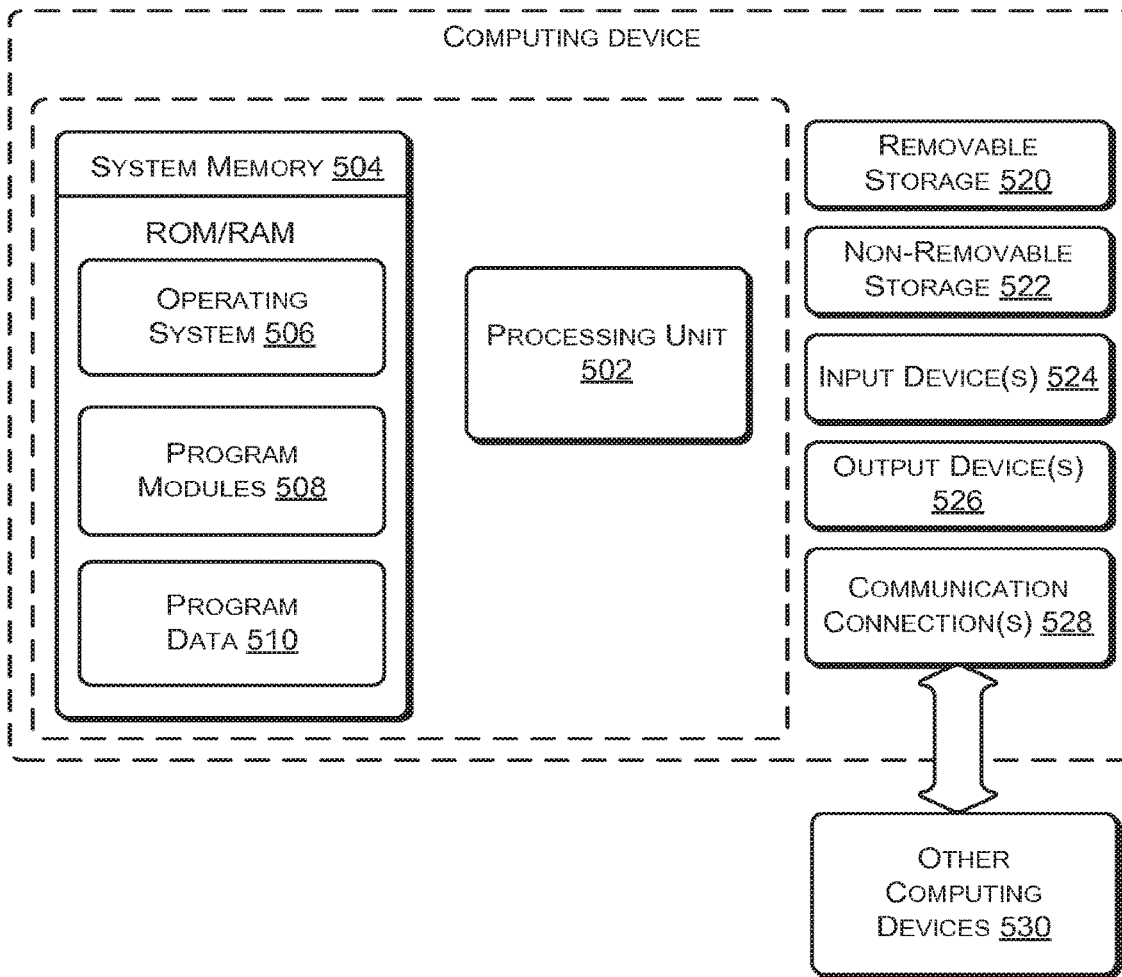 COMPUTING DEVICE
SYSTEM MEMORY 504
ROM/RAM
OPERATING
SYSTEM 506
PROGRAM
MODULES 508
PROGRAM
DATA 510
PROCESSING UNIT
502
REMOVABLE
STORAGE 520
NON-REMOVABLE
STORAGE 522
INPUT DEVICE(S) 524
OUTPUT DEVICE(S)
526
COMMUNICATION
CONNECTION(S) 528
OTHER
COMPUTING
DEVICES 530